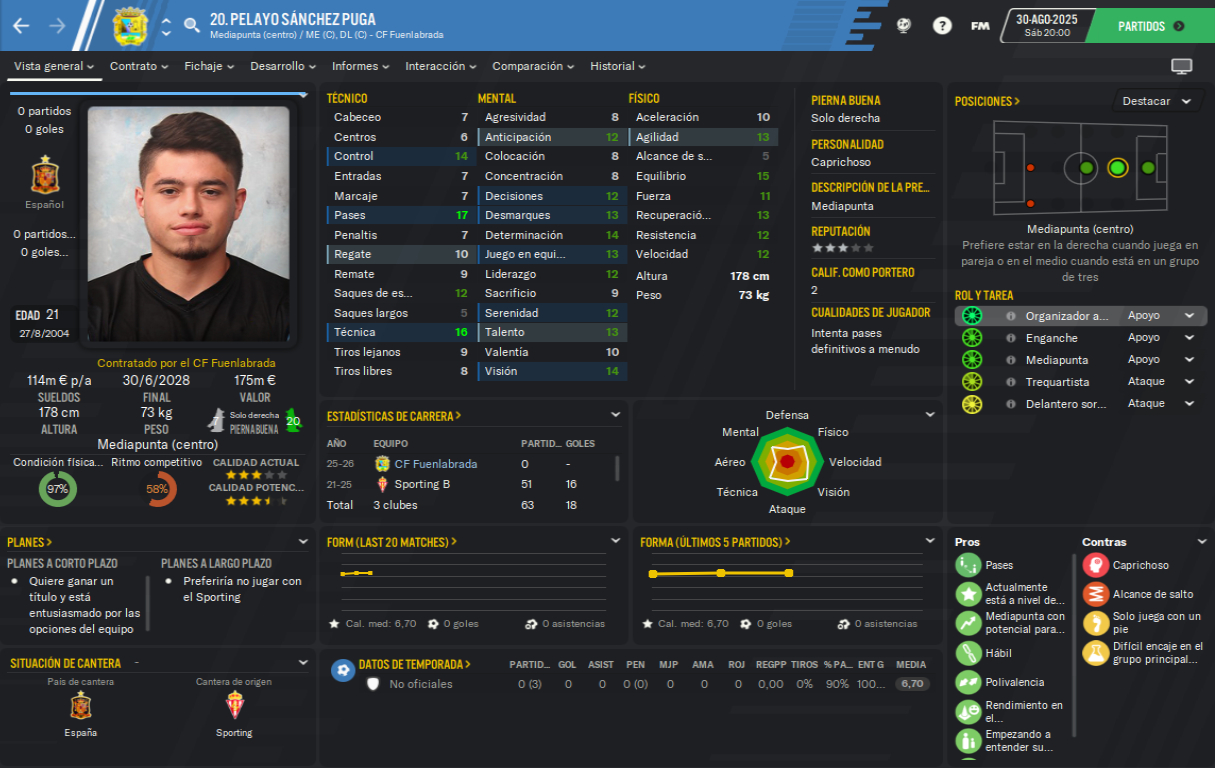 20. PELAYO SÁNCHEZ PUGA
Mediapunta (centro) / ME (C), DL (C) - CF Fuenlabrada
?
FM
30-AGO-2025
Sáb 20:00
PARTIDOS
Vista general
Contrato
Fichaje
Desarrollo
Informes
Interacción
Comparación
Historial
0 partidos
0 goles
Español
0 partidos...
0 goles...
EDAD 21
27/8/2004
Contratado por el CF Fuenlabrada
114m € p/a 30/6/2028 175m €
SUELDOS FINAL VALOR
178 cm 73 kg 7 Solo derecha 20
ALTURA PESO PIERNA BUENA
Mediapunta (centro)
Condición física... Ritmo competitivo CALIDAD ACTUAL
97% 58%
CALIDAD POTENC...
TÉCNICO
Cabeceo 7
Centros 6
Control 14
Entradas 7
Marcaje 7
Pases 17
Penaltis 7
Regate 10
Remate 9
Saques de es... 12
Saques largos 5
Técnica 16
Tiros lejanos 9
Tiros libres 8
MENTAL
Agresividad 8
Anticipación 12
Colocación 8
Concentración 8
Decisiones 12
Desmarques 13
Determinación 14
Juego en equi... 13
Liderazgo 12
Sacrificio 9
Serenidad 12
Talento 13
Valentía 10
Visión 14
FÍSICO
Aceleración 10
Agilidad 13
Alcance de s... 5
Equilibrio 15
Fuerza 11
Recuperació... 13
Resistencia 12
Velocidad 12
Altura 178 cm
Peso 73 kg
PIERNA BUENA
Solo derecha
PERSONALIDAD
Caprichoso
DESCRIPCIÓN DE LA PRE...
Mediapunta
REPUTACIÓN
CALIF. COMO PORTERO
2
CUALIDADES DE JUGADOR
Intenta pases
definitivos a menudo
POSICIONES >
Destacar
Mediapunta (centro)
Prefiere estar en la derecha cuando juega en
pareja o en el medio cuando está en un grupo
de tres
ROL Y TAREA
Organizador a... Apoyo
Enganche Apoyo
Mediapunta Apoyo
Trequartista Ataque
Delantero sor... Ataque
ESTADÍSTICAS DE CARRERA >
AÑO EQUIPO PARTID... GOLES
25-26 CF Fuenlabrada 0 -
21-25 Sporting B 51 16
Total 3 clubes 63 18
Defensa
Mental Físico
Aéreo Velocidad
Técnica Visión
Ataque
PLANES >
PLANES A CORTO PLAZO
• Quiere ganar un
título y está
entusiasmado por las
opciones del equipo
PLANES A LARGO PLAZO
• Preferiría no jugar con
el Sporting
FORM (LAST 20 MATCHES) >
Cal. med: 6,70 0 goles 0 asistencias
FORMA (ÚLTIMOS 5 PARTIDOS) >
Cal. med: 6,70 0 goles 0 asistencias
Pros
Pases
Actualmente
está a nivel de...
Mediapunta con
potencial para...
Hábil
Polivalencia
Rendimiento en
el...
Empezando a
entender su...
Contras
Caprichoso
Alcance de salto
Solo juega con un
pie
Difícil encaje en el
grupo principal...
SITUACIÓN DE CANTERA -
País de cantera Cantera de origen
España Sporting
DATOS DE TEMPORADA > PARTID... GOL ASIST PEN MJP AMA ROJ REGPP TIROS % PA... ENT G MEDIA
No oficiales 0 (3) 0 0 0 (0) 0 0 0 0,00 0% 90% 100... 6,70